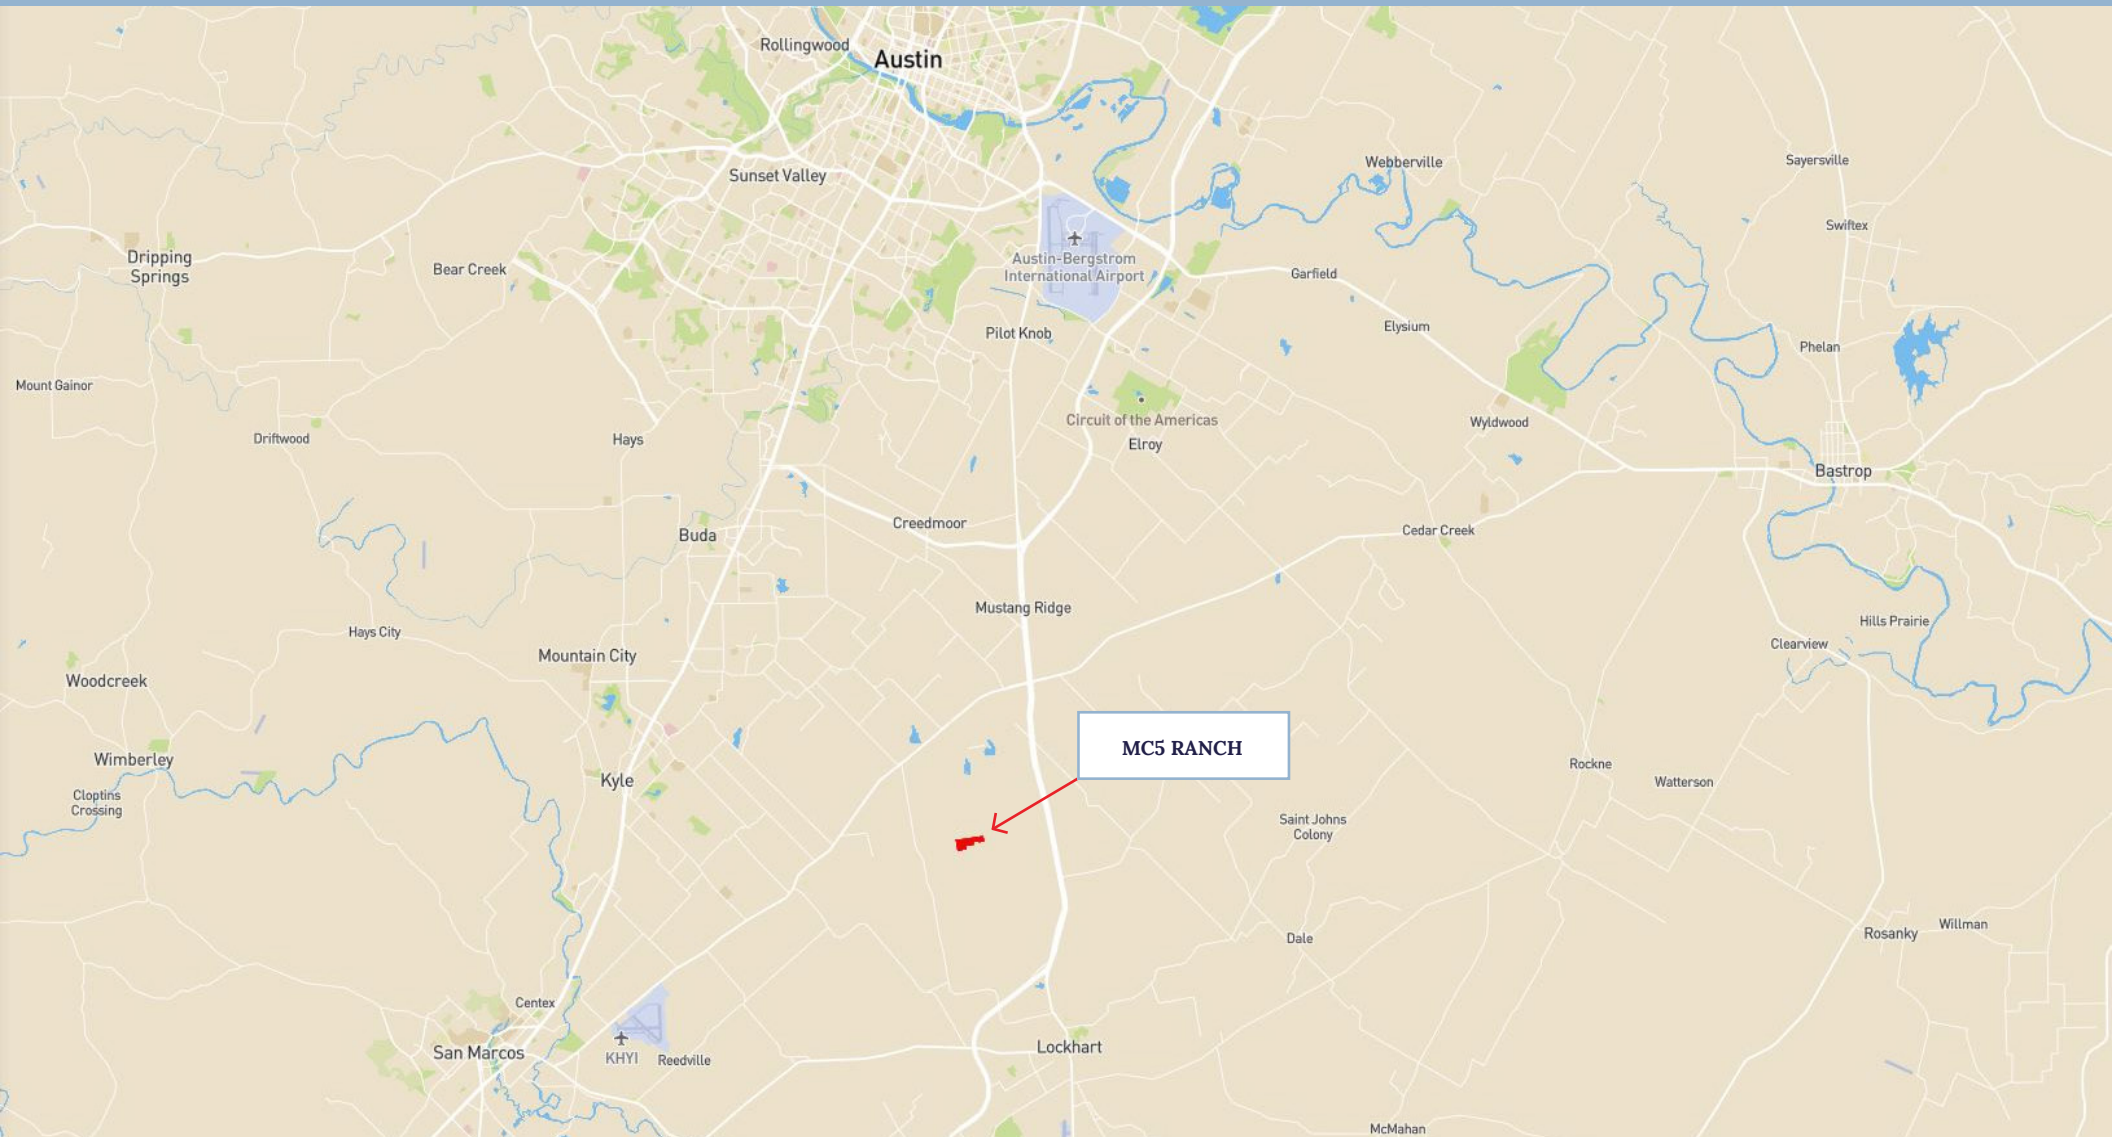 Rollingwood
Austin
Webberville
Sayersville
Sunset Valley
Swiftex
Dripping
Springs
Bear Creek
Austin-Bergstrom
International Airport
Garfield
Elysium
Pilot Knob
Phelan
Mount Gainor
Circuit of the Americas
Wyldwood
Driftwood
Hays
Elroy
Bastrop
Creedmoor
Cedar Creek
Buda
Mustang Ridge
Hills Prairie
Hays City
Clearview
Mountain City
Woodcreek
MC5 RANCH
Wimberley
Rockne
Kyle
Watterson
Cloptins
Crossing
Saint Johns
Colony
Willman
Rosanky
Dale
Centex
Lockhart
San Marcos
KHYI
Reedville
McMahan